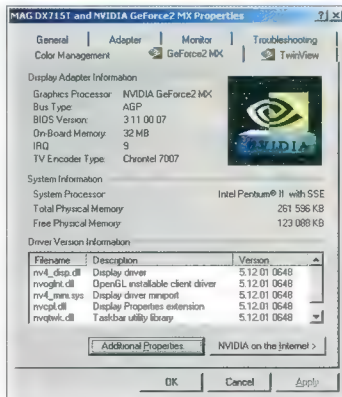 MAG DX715T and NVIDIA GeForce2 MX Properties
General Adapter Monitor Troubleshooting
Color Management GeForce2 MX TwinView
Display Adapter Information
Graphics Processor NVIDIA GeForce2 MX
Bus Type: AGP
BIOS Version: 3 11 00 07
On-Board Memory: 32 MB
IRQ 9
TV Encoder Type: Chrontel 7007
NVIDIA
System Information
System Processor Intel Pentium® II with SSE
Total Physical Memory 261 596 KB
Free Physical Memory 123 088 KB
Driver Version Information
Filename Description Version
nv4_disp.dll Display driver 5.12.01 0648
nvoglnt.dll OpenGL installable client driver 5.12.01 0648
nv4_mini.sys Display driver miniport 5.12.01 0648
nvcpl.dll Display Properties extension 5.12.01 0648
nvqtwk.dll Taskbar utility library 5.12.01 0648
Additional Properties NVIDIA on the Internet >
OK Cancel Apply